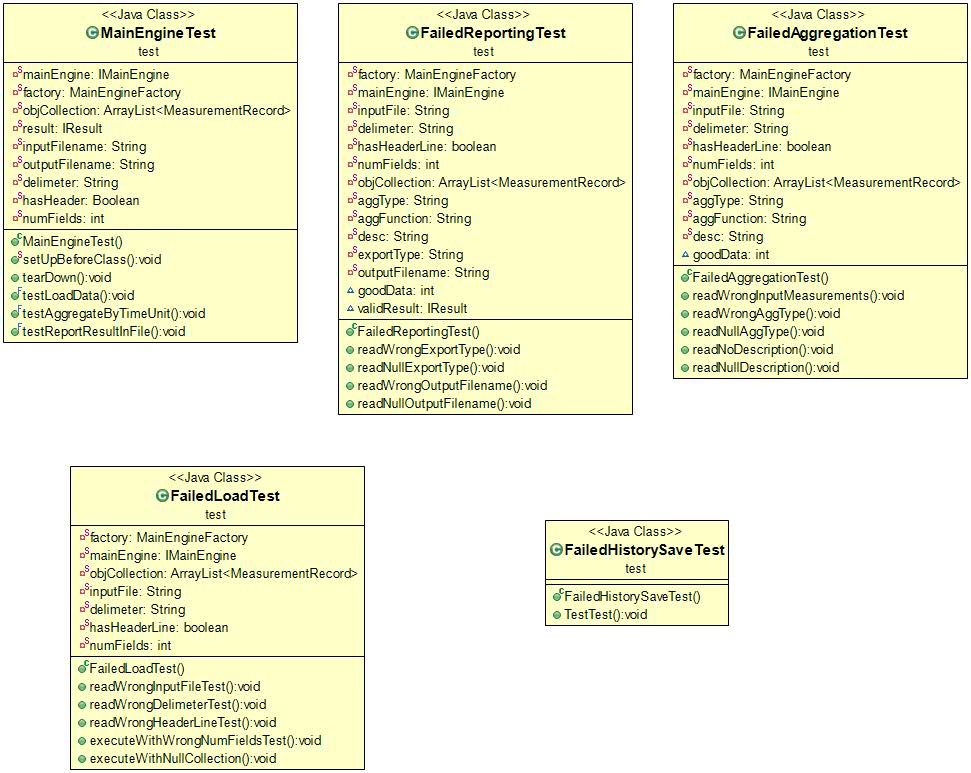 <<Java Class>>
MainEngineTest
test
mainEngine: IMainEngine
factory: MainEngineFactory
objCollection: ArrayList<MeasurementRecord>
result: IResult
inputFilename: String
outputFilename: String
delimeter: String
hasHeader: Boolean
numFields: int
MainEngineTest()
setUpBeforeClass():void
tearDown():void
testLoadData():void
testAggregateByTimeUnit():void
testReportResultInFile():void
<<Java Class>>
FailedReportingTest
test
factory: MainEngineFactory
mainEngine: IMainEngine
inputFile: String
delimeter: String
hasHeaderLine: boolean
numFields: int
objCollection: ArrayList<MeasurementRecord>
aggType: String
aggFunction: String
desc: String
exportType: String
outputFilename: String
goodData: int
validResult: IResult
FailedReportingTest()
readWrongExportType():void
readNullExportType():void
readWrongOutputFilename():void
readNullOutputFilename():void
<<Java Class>>
FailedAggregationTest
test
factory: MainEngineFactory
mainEngine: IMainEngine
inputFile: String
delimeter: String
hasHeaderLine: boolean
numFields: int
objCollection: ArrayList<MeasurementRecord>
aggType: String
aggFunction: String
desc: String
goodData: int
FailedAggregationTest()
readWrongInputMeasurements():void
readWrongAggType():void
readNullAggType():void
readNoDescription():void
readNullDescription():void
<<Java Class>>
FailedLoadTest
test
factory: MainEngineFactory
mainEngine: IMainEngine
objCollection: ArrayList<MeasurementRecord>
inputFile: String
delimeter: String
hasHeaderLine: boolean
numFields: int
FailedLoadTest()
readWrongInputFileTest():void
readWrongDelimeterTest():void
readWrongHeaderLineTest():void
executeWithWrongNumFieldsTest():void
executeWithNullCollection():void
<<Java Class>>
FailedHistorySaveTest
test
FailedHistorySaveTest()
TestTest():void